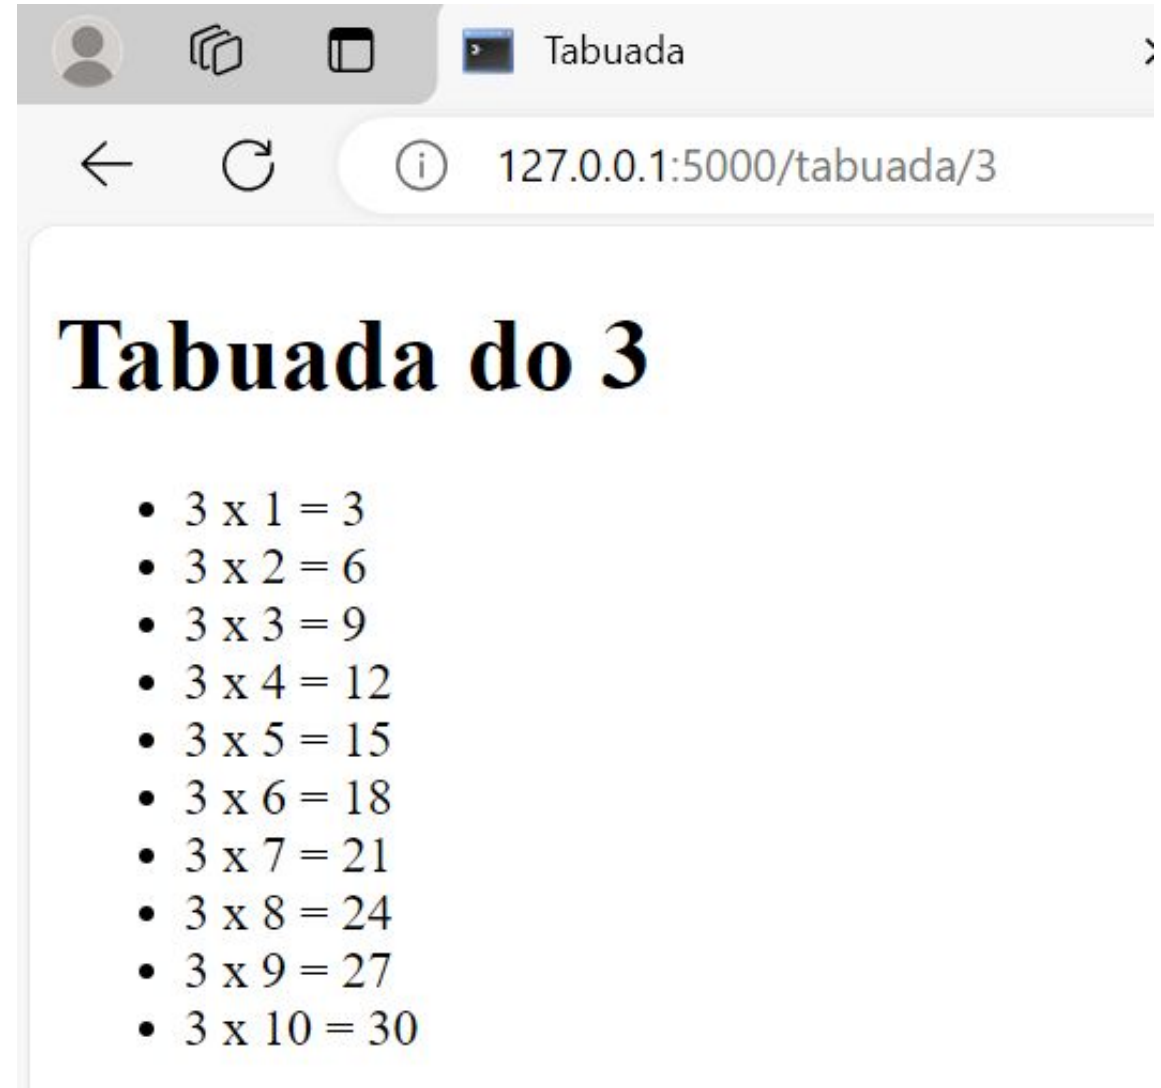 Tabuada
127.0.0.1:5000/tabuada/3
Tabuada do 3
3 x 1 = 3
3 x 2 = 6
3 x 3 = 9
3 x 4 = 12
3 x 5 = 15
3 x 6 = 18
3 x 7 = 21
3 x 8 = 24
3 x 9 = 27
3 x 10 = 30